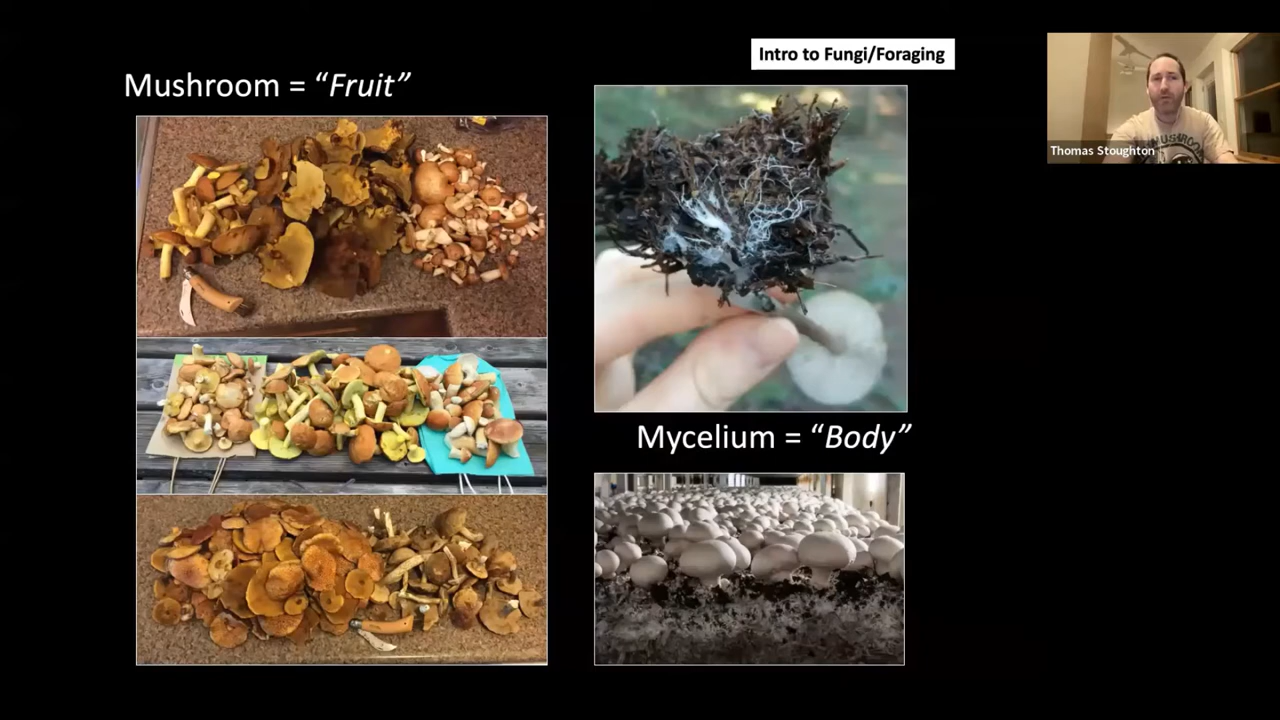 Intro to Fungi/Foraging
Mushroom = “Fruit”
Thomas Stoughton
Mycelium = “Body”